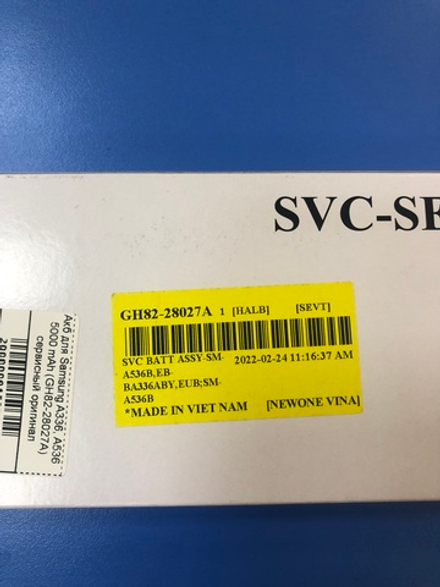 SVC-SE
GH82-28027A 1 [HALB] [SEVT]
SVC BATT ASSY-SM- 2022-02-24 11:16:37 AM
A536B,EB-
BA336ABY,EUB;SM-
A536B
*MADE IN VIET NAM [NEWONE VINA]
Акб для Samsung A336, A536
5000 mAh (GH82-28027A)
сервисный оригинал